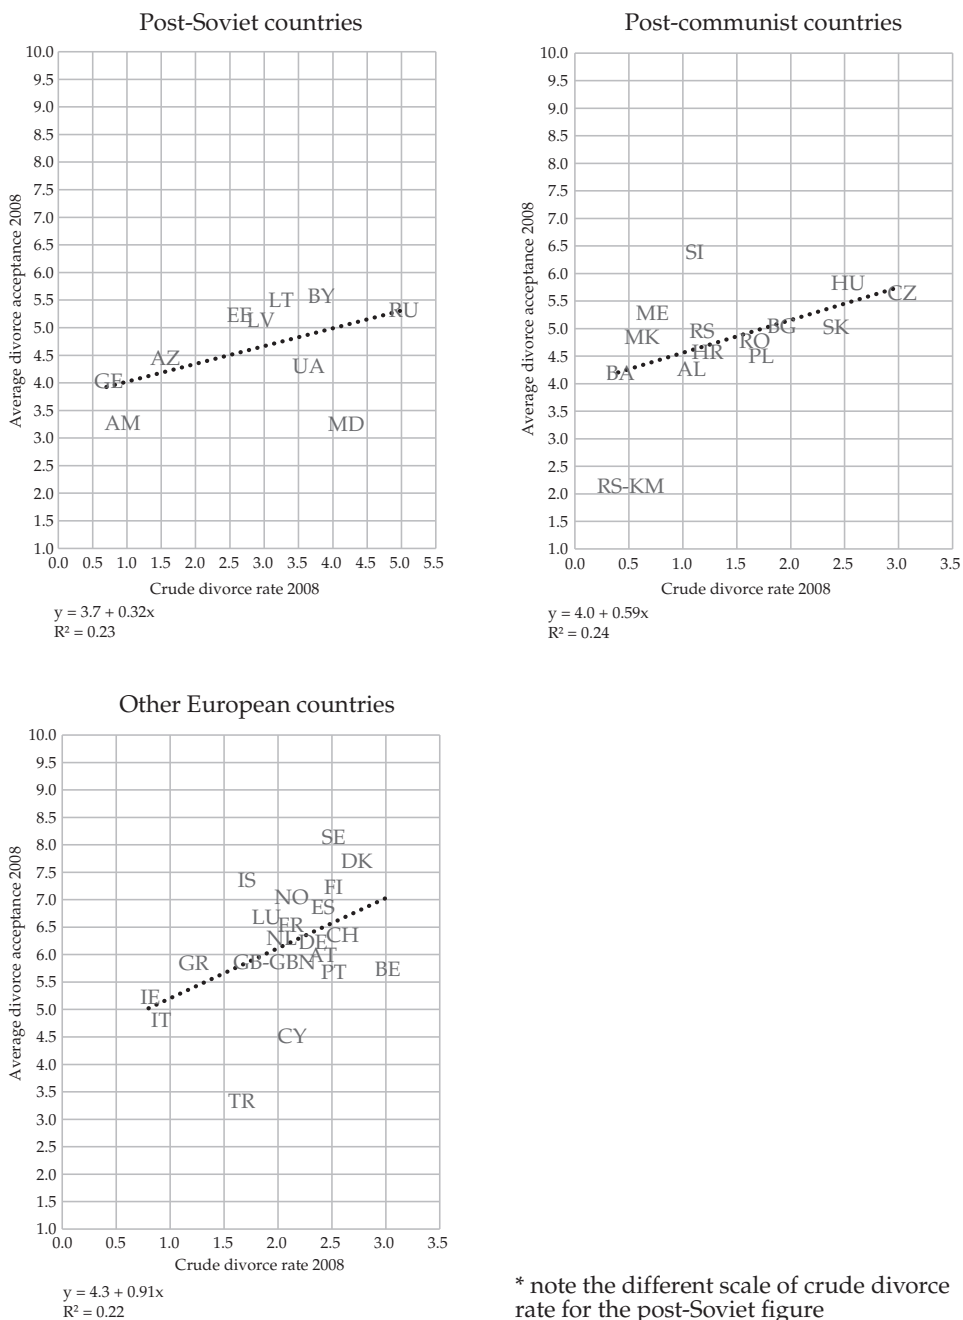 Post-Soviet countries
10.0
9.5
9.0
8.5
8.0
7.5
7.0
6.5
6.0
5.5
5.0
4.5
4.0
3.5
3.0
2.5
2.0
1.5
1.0
Average divorce acceptance 2008
LT
BY
RU
EE
LV
AZ
UA
GE
AM
MD
0.0 0.5 1.0 1.5 2.0 2.5 3.0 3.5 4.0 4.5 5.0 5.5
Crude divorce rate 2008
y = 3.7 + 0.32x
R² = 0.23
Post-communist countries
10.0
9.5
9.0
8.5
8.0
7.5
7.0
6.5
6.0
5.5
5.0
4.5
4.0
3.5
3.0
2.5
2.0
1.5
1.0
Average divorce acceptance 2008
SI
HU
CZ
ME
MK
RS
BG
SK
RO
HR
PL
BA
AL
RS-KM
0.0 0.5 1.0 1.5 2.0 2.5 3.0 3.5
Crude divorce rate 2008
y = 4.0 + 0.59x
R² = 0.24
Other European countries
10.0
9.5
9.0
8.5
8.0
7.5
7.0
6.5
6.0
5.5
5.0
4.5
4.0
3.5
3.0
2.5
2.0
1.5
1.0
Average divorce acceptance 2008
SE
DK
IS
FI
NO
ES
LU
FR
CH
NL
DE
AT
GR
GB-GBN
PT
BE
IE
IT
CY
TR
0.0 0.5 1.0 1.5 2.0 2.5 3.0 3.5
Crude divorce rate 2008
y = 4.3 + 0.91x
R² = 0.22
* note the different scale of crude divorce
rate for the post-Soviet figure